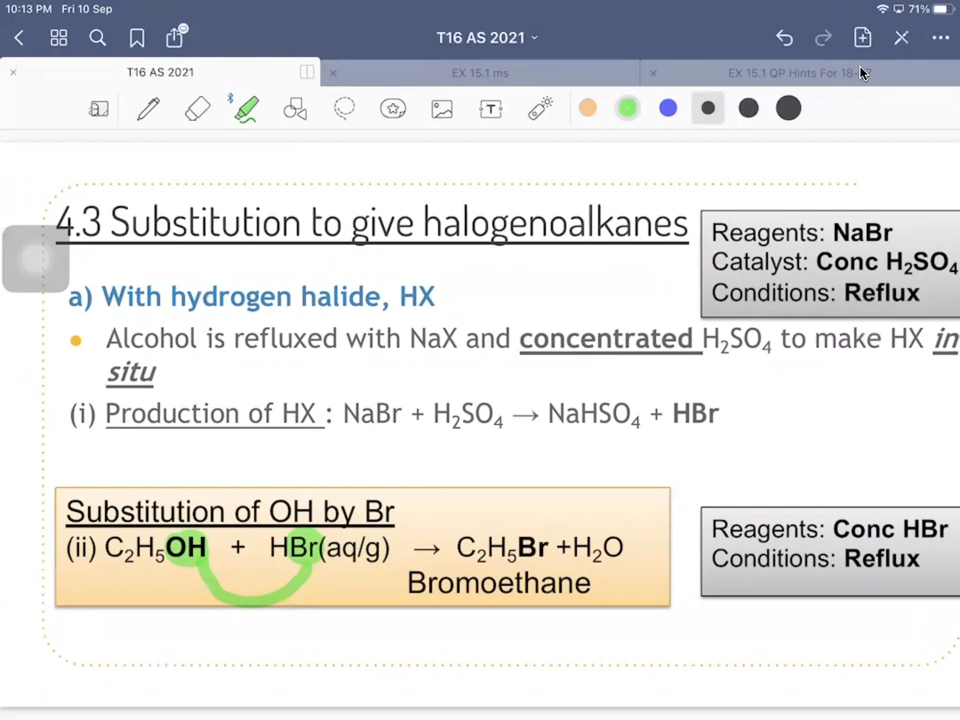 10:13 PM Fri 10 Sep
71%
T16 AS 2021
T16 AS 2021
EX 15.1 ms
EX 15.1 QP Hints For 18-
T
4.3 Substitution to give halogenoalkanes
Reagents: NaBr
Catalyst: Conc H₂SO₄
Conditions: Reflux
a) With hydrogen halide, HX
Alcohol is refluxed with NaX and concentrated H₂SO₄ to make HX in
situ
(i) Production of HX : NaBr + H₂SO₄ → NaHSO₄ + HBr
Substitution of OH by Br
(ii) C₂H₅OH + HBr(aq/g) → C₂H₅Br +H₂O
Bromoethane
Reagents: Conc HBr
Conditions: Reflux